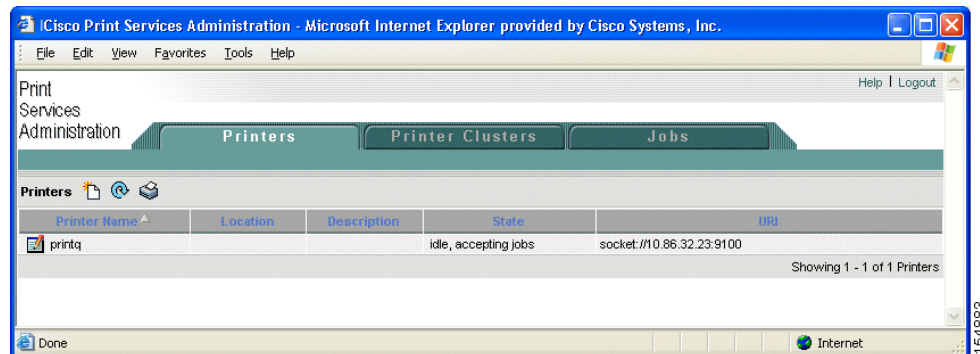 Cisco Print Services Administration - Microsoft Internet Explorer provided by Cisco Systems, Inc.
File Edit View Favorites Tools Help
Help | Logout
Print
Services
Administration
Printers Printer Clusters Jobs
Printers
Printer Name Location Description State URI
printq idle, accepting jobs socket://10.86.32.23:9100
Showing 1 - 1 of 1 Printers
Done Internet